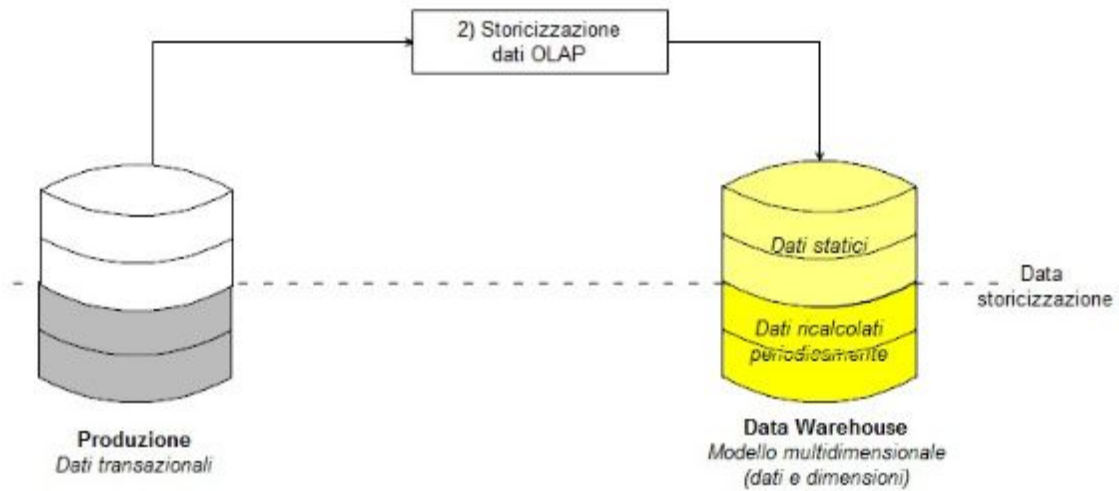 2) Storicizzazione
dati OLAP
Dati statici
Data
storicizzazione
Dati ricalcolati
periodicamente
Produzione
Dati transazionali
Data Warehouse
Modello multidimensionale
(dati e dimensioni)